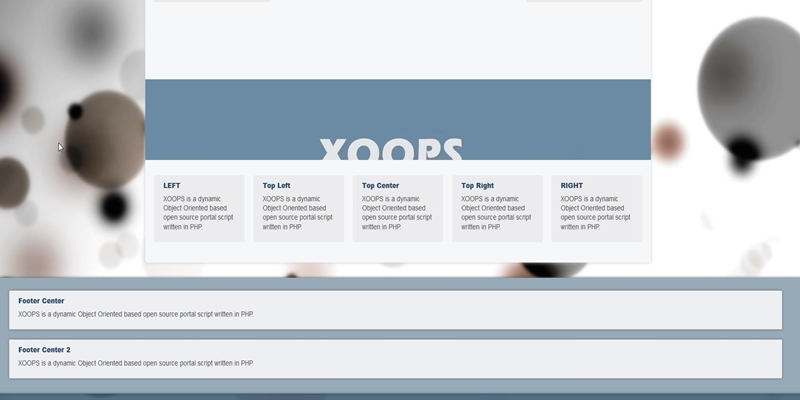 XOOPS
LEFT
XOOPS is a dynamic
Object Oriented based
open source portal script
written in PHP.
Top Left
XOOPS is a dynamic
Object Oriented based
open source portal script
written in PHP.
Top Center
XOOPS is a dynamic
Object Oriented based
open source portal script
written in PHP.
Top Right
XOOPS is a dynamic
Object Oriented based
open source portal script
written in PHP.
RIGHT
XOOPS is a dynamic
Object Oriented based
open source portal script
written in PHP.
Footer Center
XOOPS is a dynamic Object Oriented based open source portal script written in PHP.
Footer Center 2
XOOPS is a dynamic Object Oriented based open source portal script written in PHP.